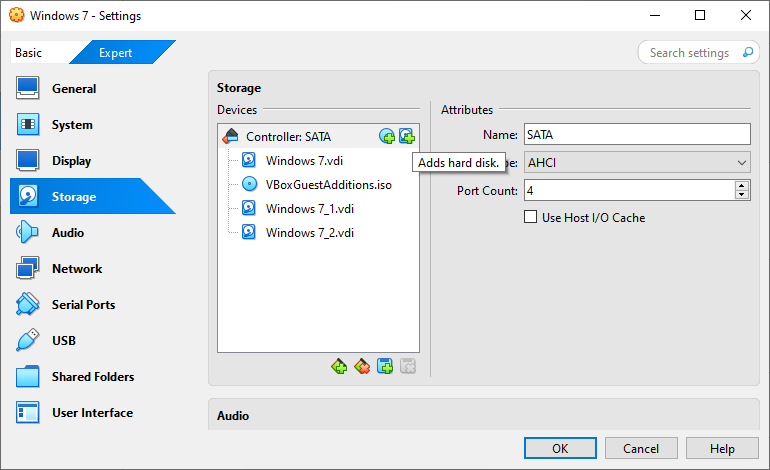 Windows 7 - Settings
Basic
Expert
Search settings
General
System
Display
Storage
Audio
Network
Serial Ports
USB
Shared Folders
User Interface
Storage
Devices
Controller: SATA
Windows 7.vdi
VBoxGuestAdditions.iso
Windows 7_1.vdi
Windows 7_2.vdi
Attributes
Name: SATA
Adds hard disk.
AHCI
Port Count: 4
Use Host I/O Cache
Audio
OK
Cancel
Help